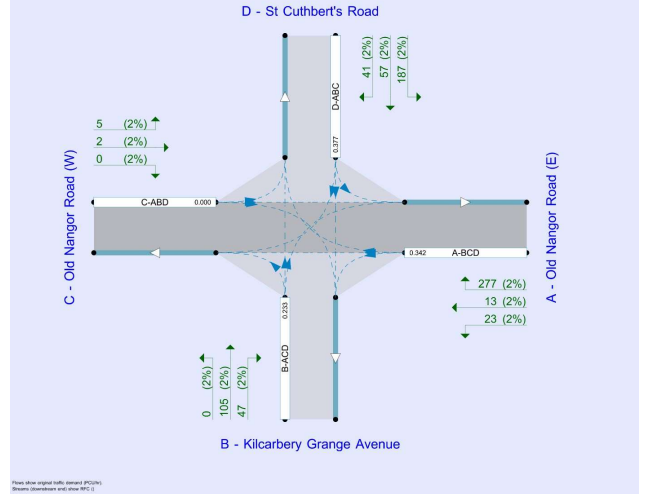 D - St Cuthbert's Road
41 (2%)
57 (2%)
187 (2%)
D-ABC
0.377
5 (2%)
2 (2%)
0 (2%)
C - Old Nangor Road (W)
C-ABD 0.000
A - Old Nangor Road (E)
0.342 A-BCD
277 (2%)
13 (2%)
23 (2%)
0.233
B-ACD
0 (2%)
105 (2%)
47 (2%)
B - Kilcarbery Grange Avenue
Flows show original traffic demand (PCU/hr).
Streams (downstream end) show RFC ()